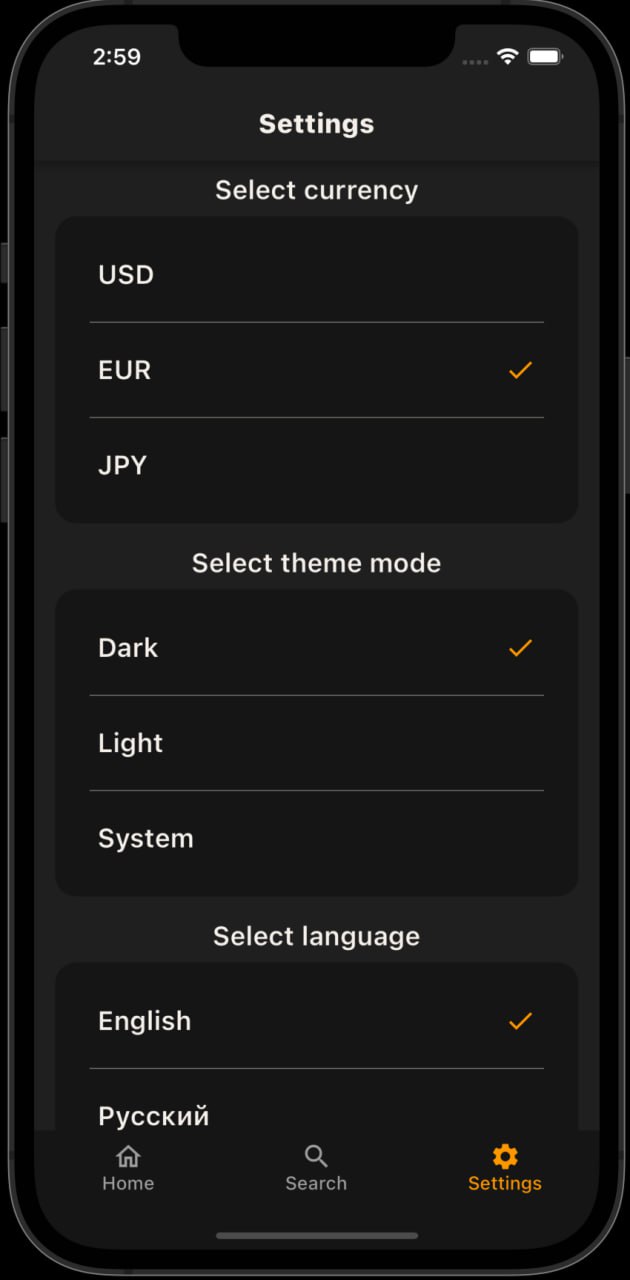 2:59
Settings
Select currency
USD
EUR
JPY
Select theme mode
Dark
Light
System
Select language
English
Русский
Home
Search
Settings